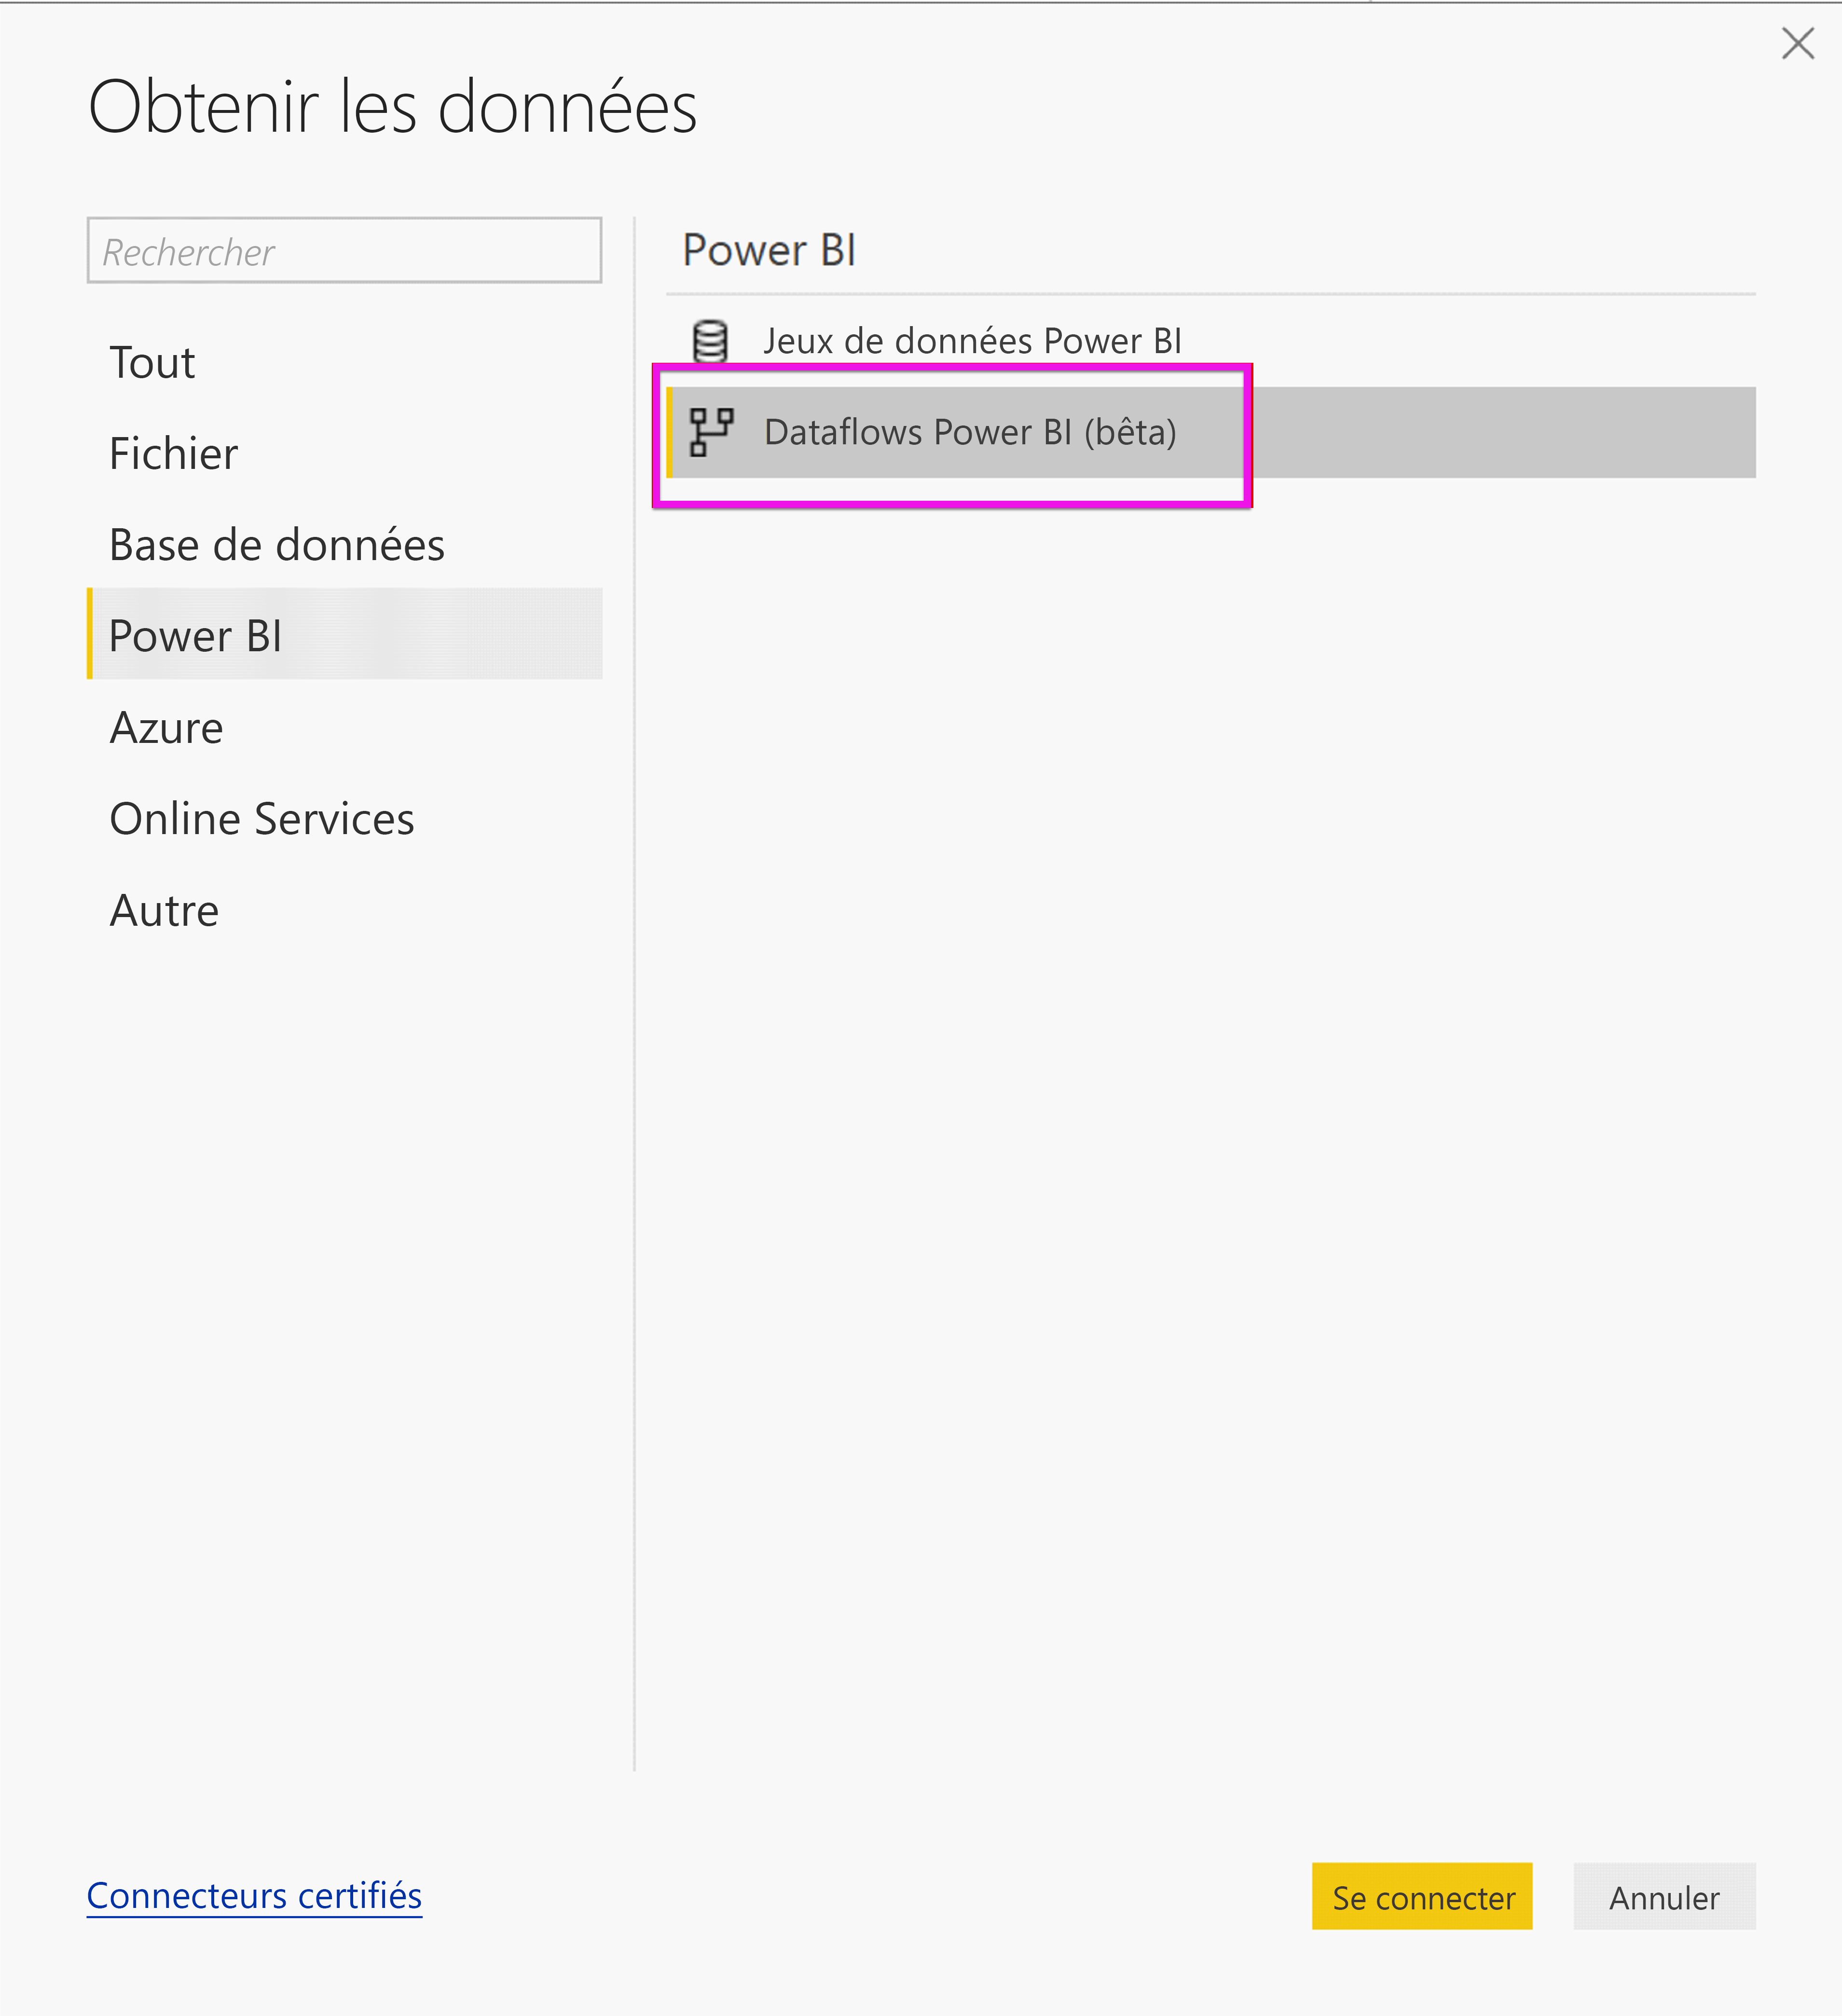 Obtenir les données
Rechercher
Tout
Fichier
Base de données
Power BI
Azure
Online Services
Autre
Power BI
Jeux de données Power BI
Dataflows Power BI (bêta)
Connecteurs certifiés
Se connecter
Annuler